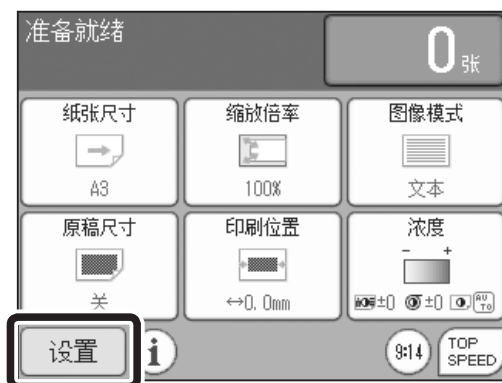 准备就绪
0张
纸张尺寸
缩放倍率
图像模式
A3
100%
文本
原稿尺寸
印刷位置
浓度
- +
关
↔0.0mm
±0 ±0 AUTO
设置
i
9:14
TOP
SPEED